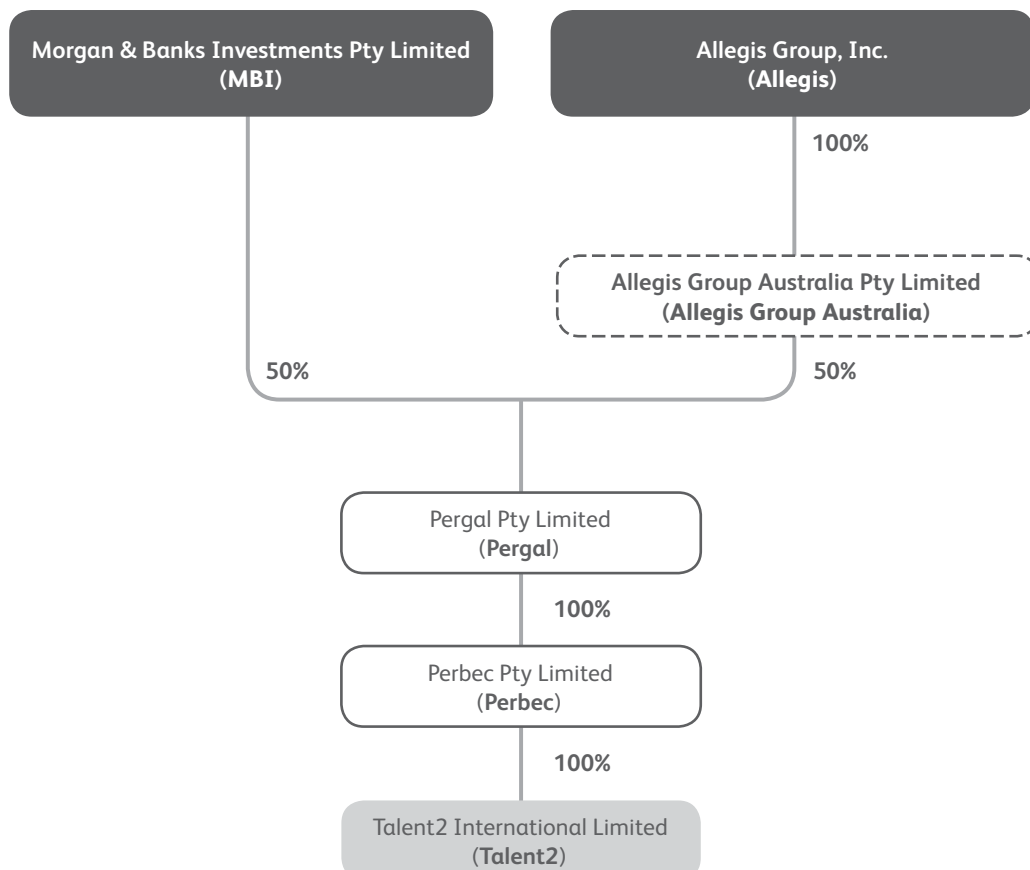 Morgan & Banks Investments Pty Limited
(MBI)
Allegis Group, Inc.
(Allegis)
100%
Allegis Group Australia Pty Limited
(Allegis Group Australia)
50%
50%
Pergal Pty Limited
(Pergal)
100%
Perbec Pty Limited
(Perbec)
100%
Talent2 International Limited
(Talent2)